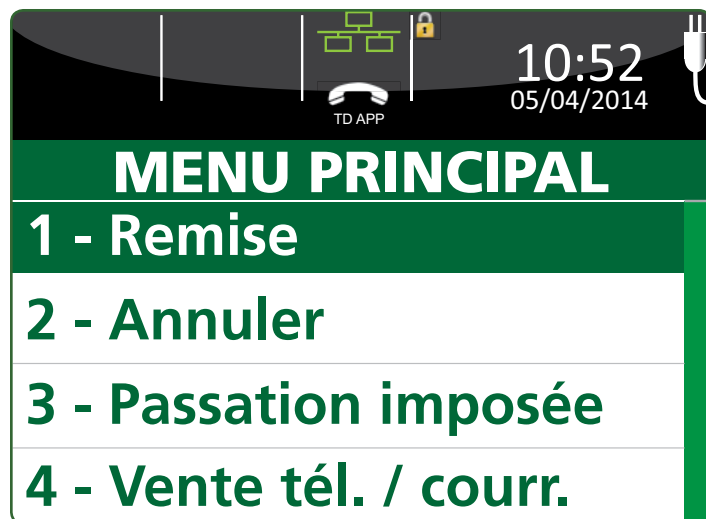 10:52
05/04/2014
TD APP
MENU PRINCIPAL
1 - Remise
2 - Annuler
3 - Passation imposée
4 - Vente tél. / courr.